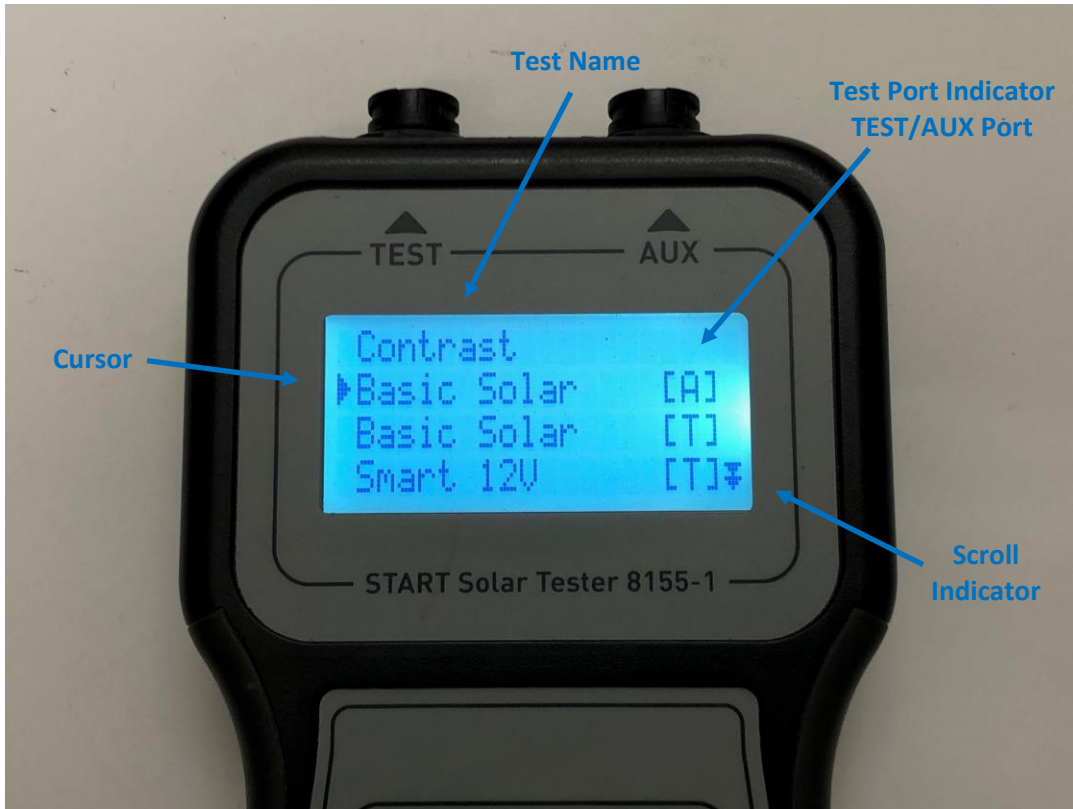 Test Name
Test Port Indicator
TEST/AUX Port
TEST
AUX
Cursor
Contrast
Basic Solar [A]
Basic Solar [T]
Smart 12V [T]
Scroll
Indicator
START Solar Tester 8155-1